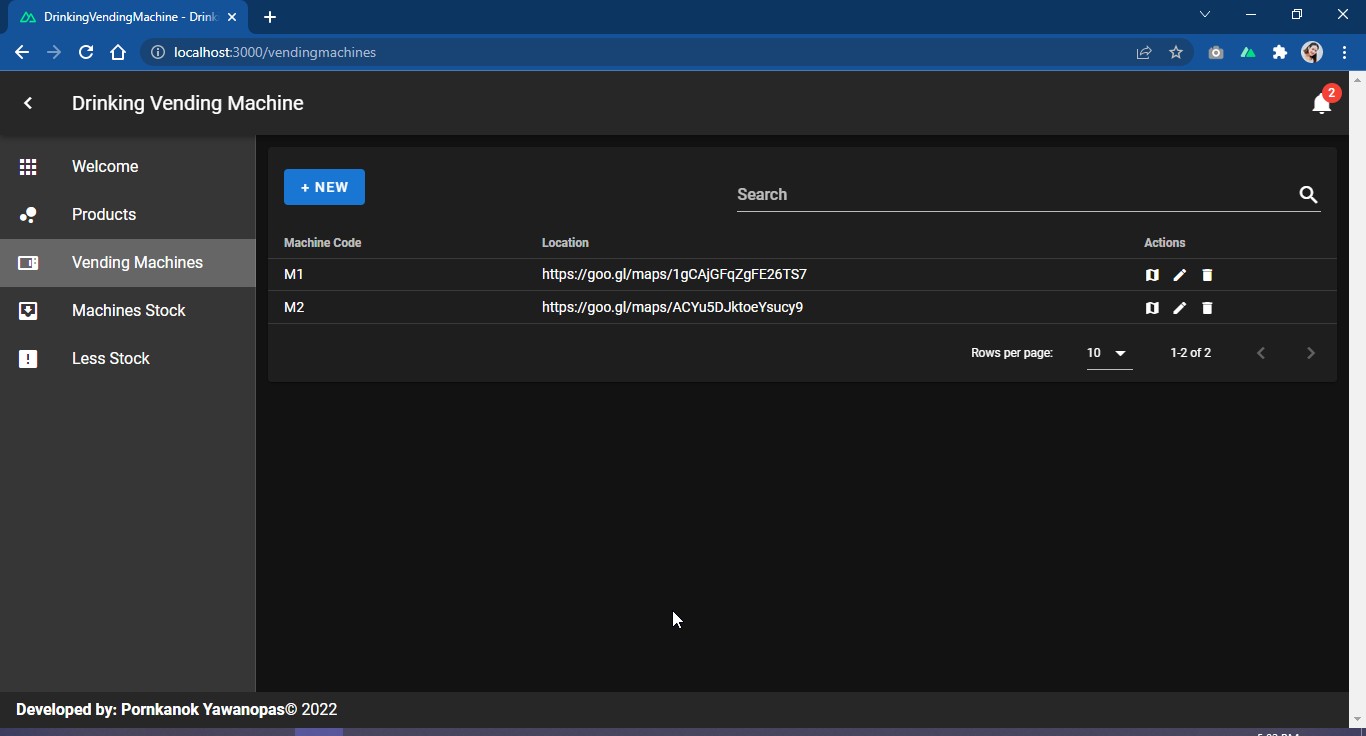 DrinkingVendingMachine - Drink
localhost:3000/vendingmachines
Drinking Vending Machine
2
Welcome
Products
Vending Machines
Machines Stock
Less Stock
+ NEW
Search
Machine Code Location Actions
M1 https://goo.gl/maps/1gCAjGFqZgFE26TS7
M2 https://goo.gl/maps/ACYu5DJktoeYsucy9
Rows per page: 10 1-2 of 2
Developed by: Pornkanok Yawanopas© 2022